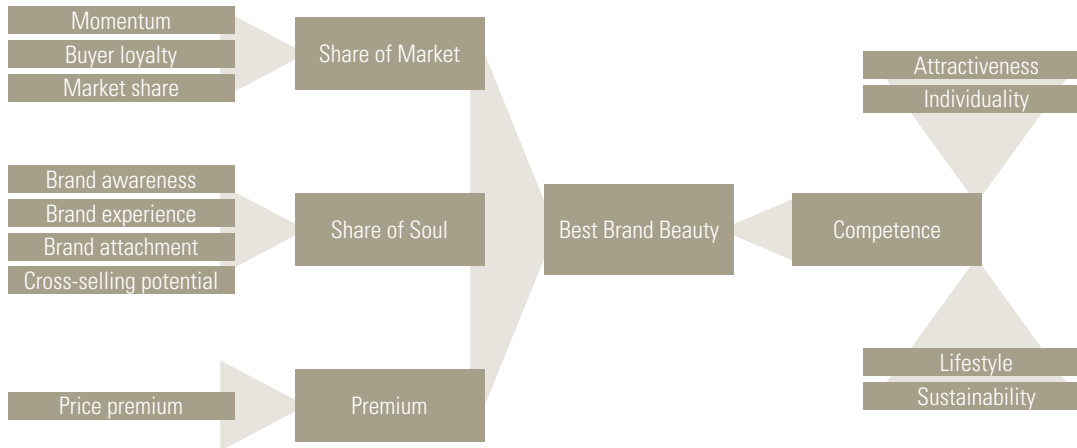 Momentum
Buyer loyalty
Market share
Share of Market
Brand awareness
Brand experience
Brand attachment
Cross-selling potential
Share of Soul
Price premium
Premium
Best Brand Beauty
Competence
Attractiveness
Individuality
Lifestyle
Sustainability